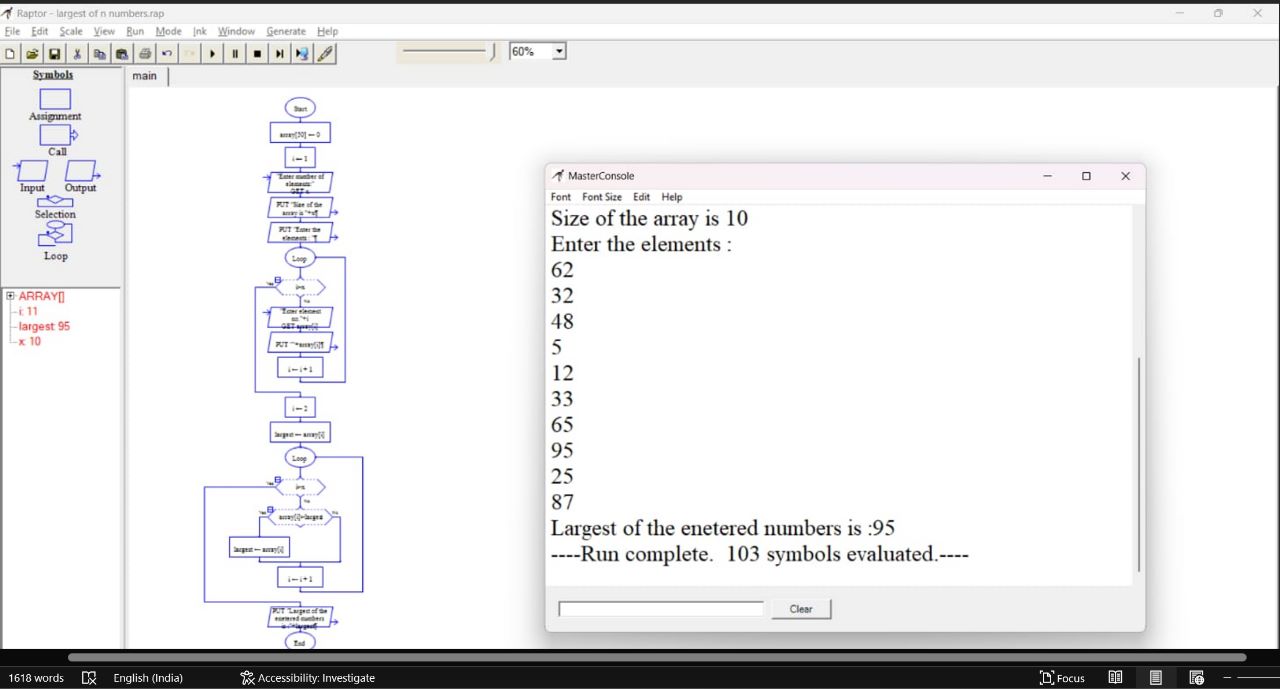 Raptor - largest of n numbers.rap
File Edit Scale View Run Mode Ink Window Generate Help
60%
Symbols
main
Assignment
Call
Input Output
Selection
Loop
ARRAY[]
i: 11
largest 95
x: 10
Start
array[50] ← 0
i ← 1
"Enter number of
elements:"
PUT "Size of the
array is "+x¶
PUT "Enter the
elements : "¶
Loop
Yes
No
"Enter element
no."+i
GET array[i]
PUT ""+array[i]¶
i ← i + 1
i ← 2
largest ← array[i]
Loop
Yes
No
Yes array[i]>largest No
largest ← array[i]
i ← i + 1
PUT "Largest of the
enetered numbers
is :"+largest¶
End
MasterConsole
Font Font Size Edit Help
Size of the array is 10
Enter the elements :
62
32
48
5
12
33
65
95
25
87
Largest of the enetered numbers is :95
----Run complete. 103 symbols evaluated.----
Clear
1618 words English (India) Accessibility: Investigate Focus